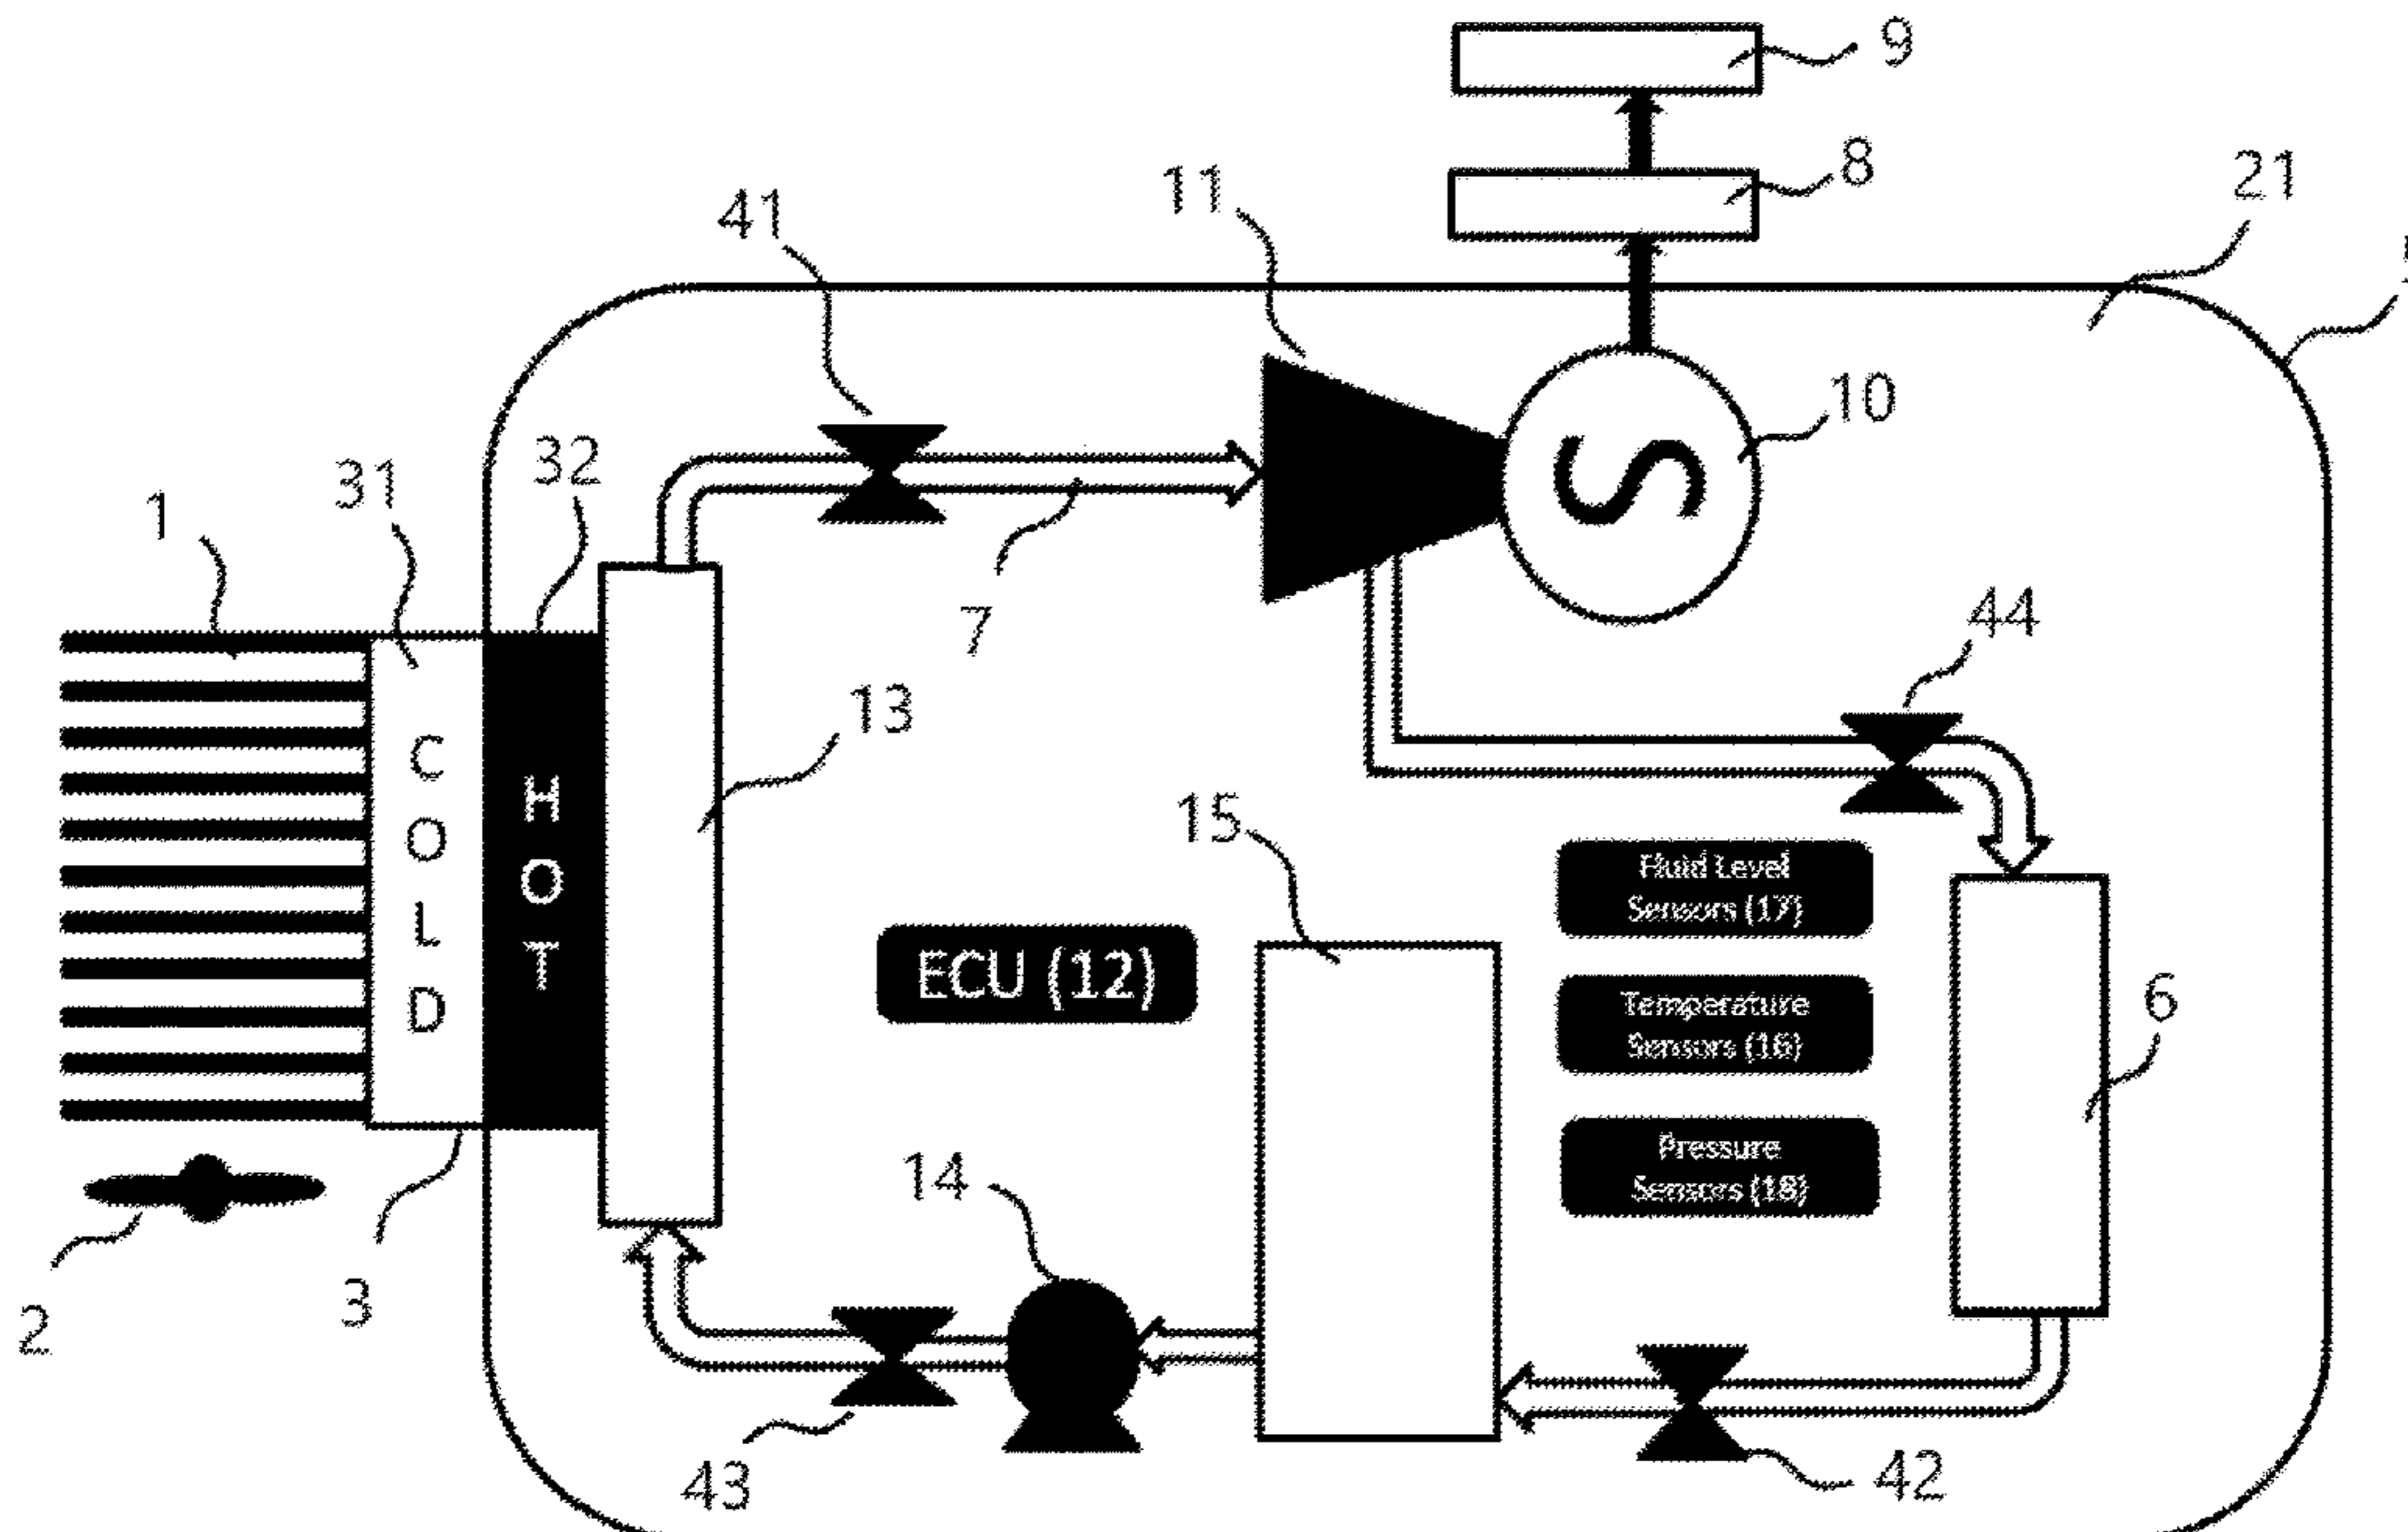 9
8
11
21
41
10
32
31
1
7
44
13
15
C
O
L
D
H
O
T
Fluid Level
Sensors (17)
ECU (12)
Temperature
Sensors (16)
6
Pressure
Sensors (18)
14
S
2
3
43
42